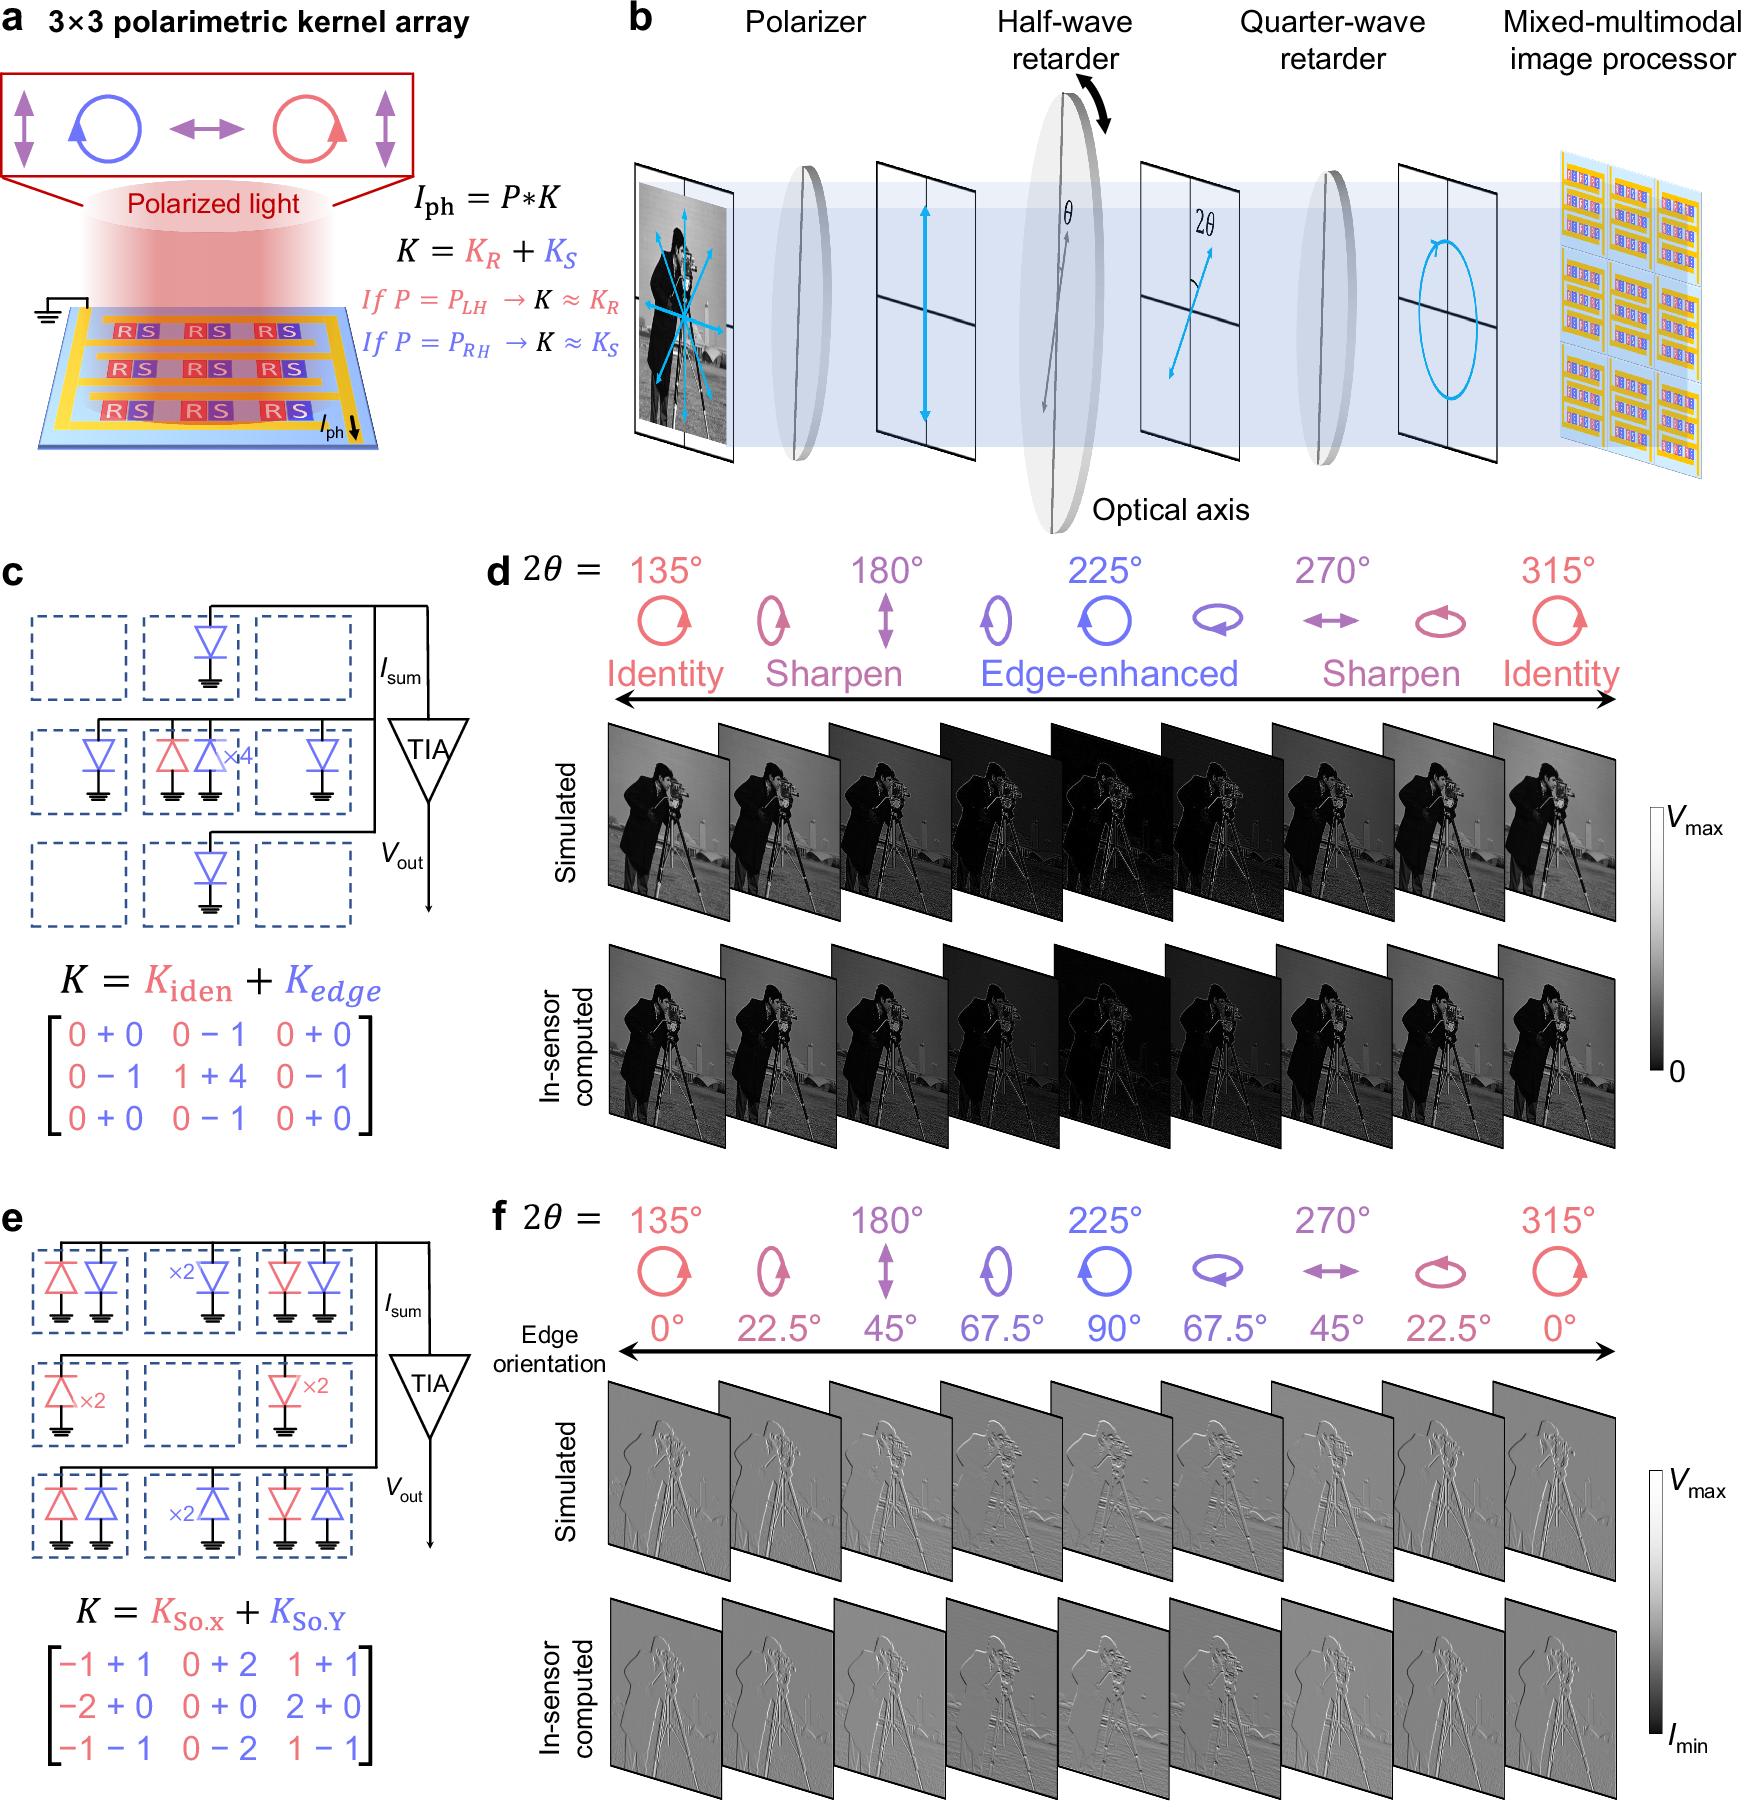 a 3×3 polarimetric kernel array
Polarized light
I_ph = P∗K
K = K_R + K_S
If P = P_LH → K ≈ K_R
If P = P_RH → K ≈ K_S
R S R S R S
R S R S R S
R S R S R S
I_ph
b Polarizer Half-wave retarder Quarter-wave retarder Mixed-multimodal image processor
θ
2θ
Optical axis
c
I_sum
×4
TIA
V_out
K = K_iden + K_edge
0 + 0 0 − 1 0 + 0
0 − 1 1 + 4 0 − 1
0 + 0 0 − 1 0 + 0
d 2θ = 135° 180° 225° 270° 315°
Identity Sharpen Edge-enhanced Sharpen Identity
Simulated
In-sensor computed
V_max
0
e
×2
I_sum
×2 ×2
TIA
×2
V_out
K = K_So.x + K_So.Y
−1 + 1 0 + 2 1 + 1
−2 + 0 0 + 0 2 + 0
−1 − 1 0 − 2 1 − 1
f 2θ = 135° 180° 225° 270° 315°
Edge orientation 0° 22.5° 45° 67.5° 90° 67.5° 45° 22.5° 0°
Simulated
In-sensor computed
V_max
I_min